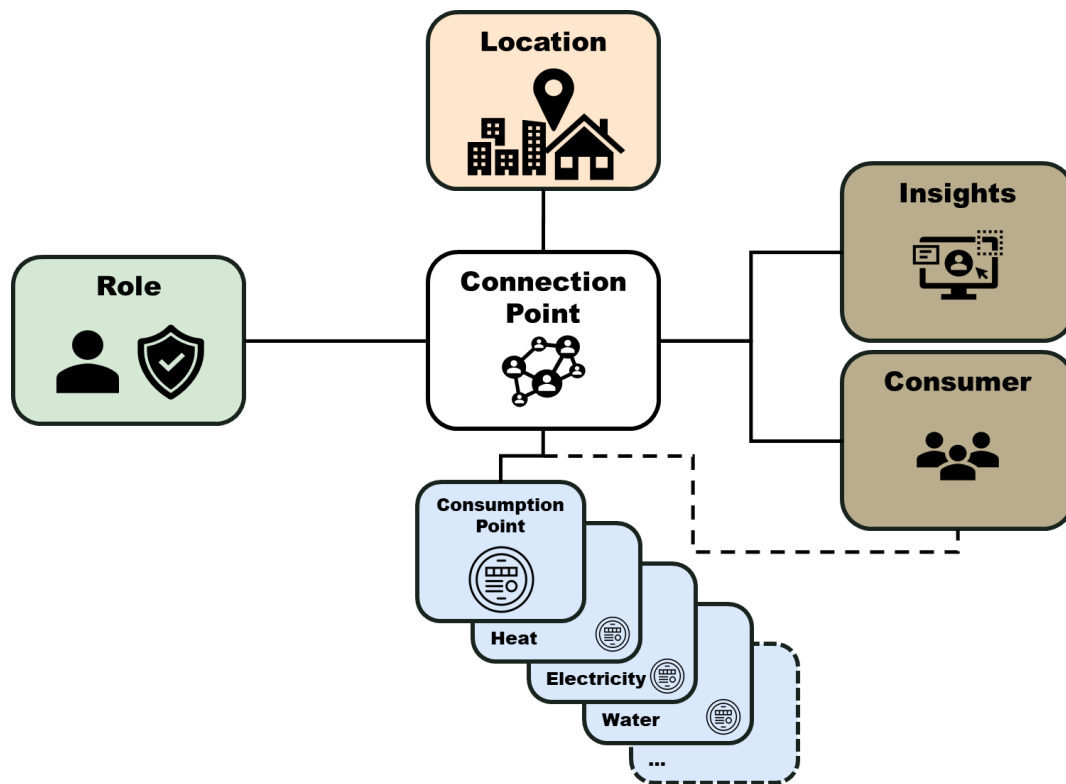 Location
Insights
Role
Connection
Point
Consumer
Consumption
Point
Heat
Electricity
Water
...